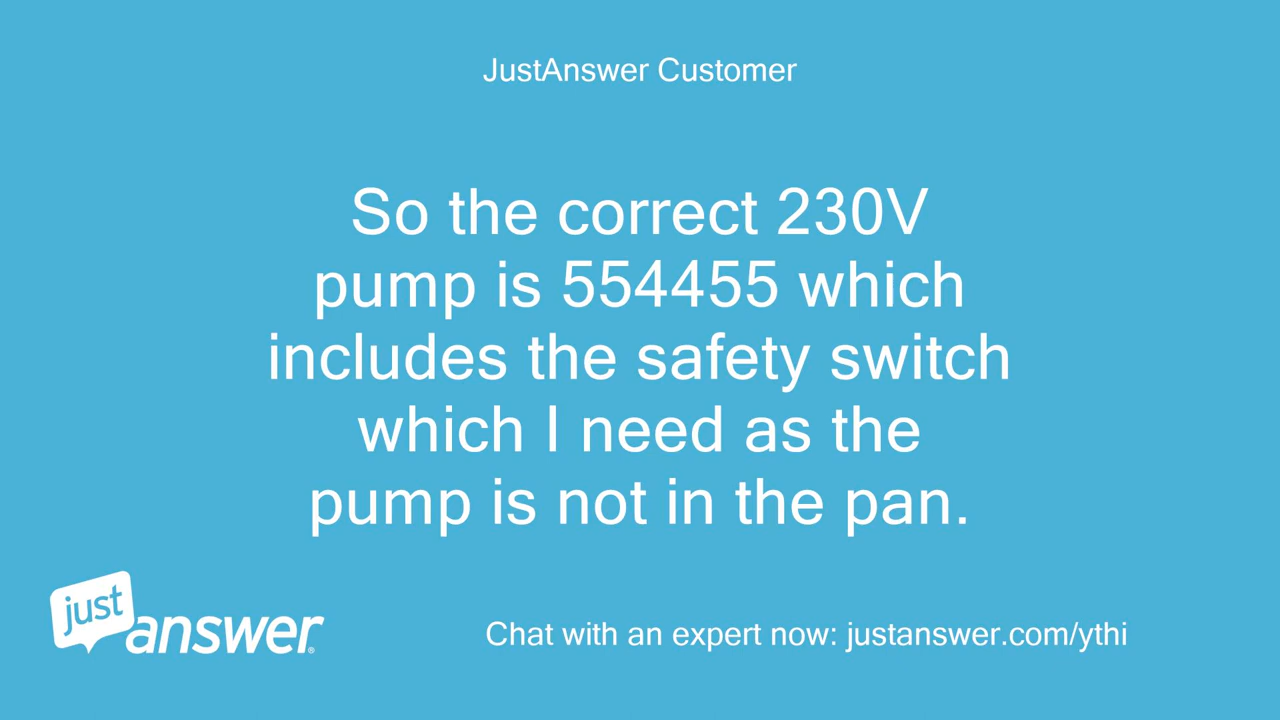 JustAnswer Customer
So the correct 230V
pump is 554455 which
includes the safety switch
which I need as the
pump is not in the pan.
just
answer®
Chat with an expert now: justanswer.com/ythi